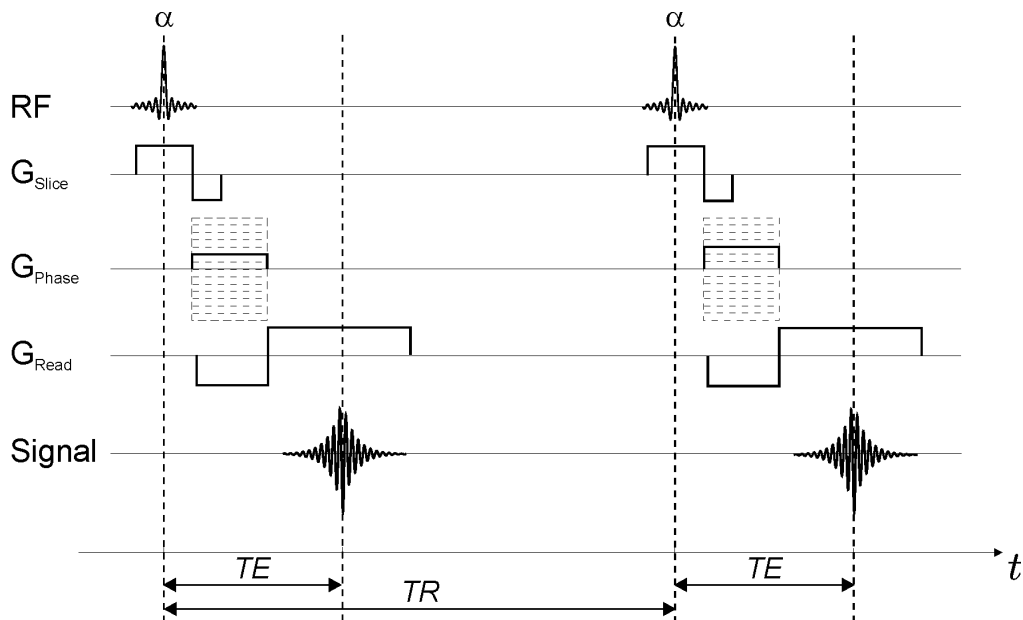 α α
RF
G_Slice
G_Phase
G_Read
Signal
TE TE t
TR